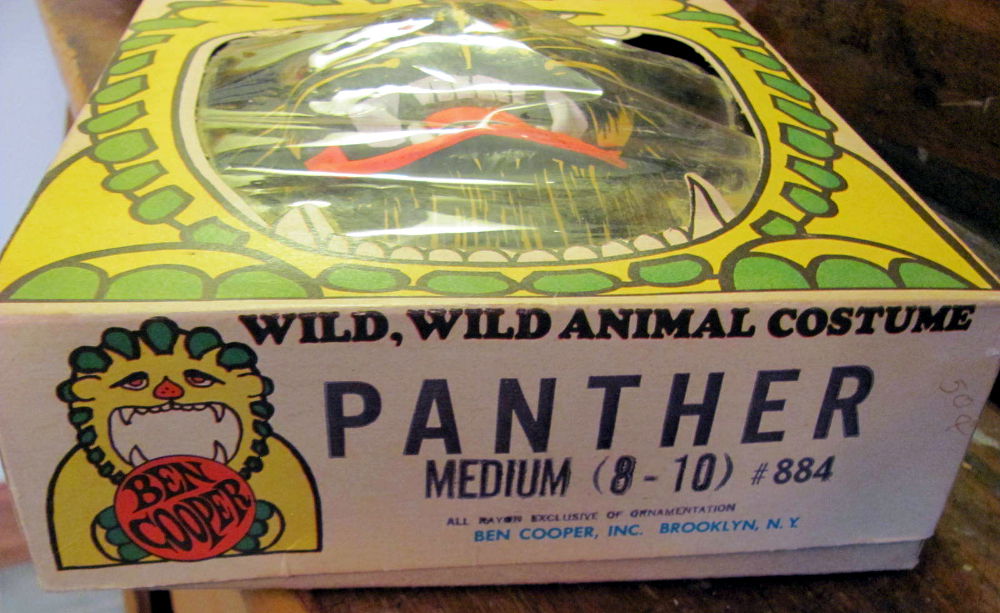 WILD, WILD ANIMAL COSTUME
PANTHER
MEDIUM (8 - 10) #884
ALL RAYON EXCLUSIVE OF ORNAMENTATION
BEN COOPER, INC. BROOKLYN, N.Y.
BEN
COOPER
50¢